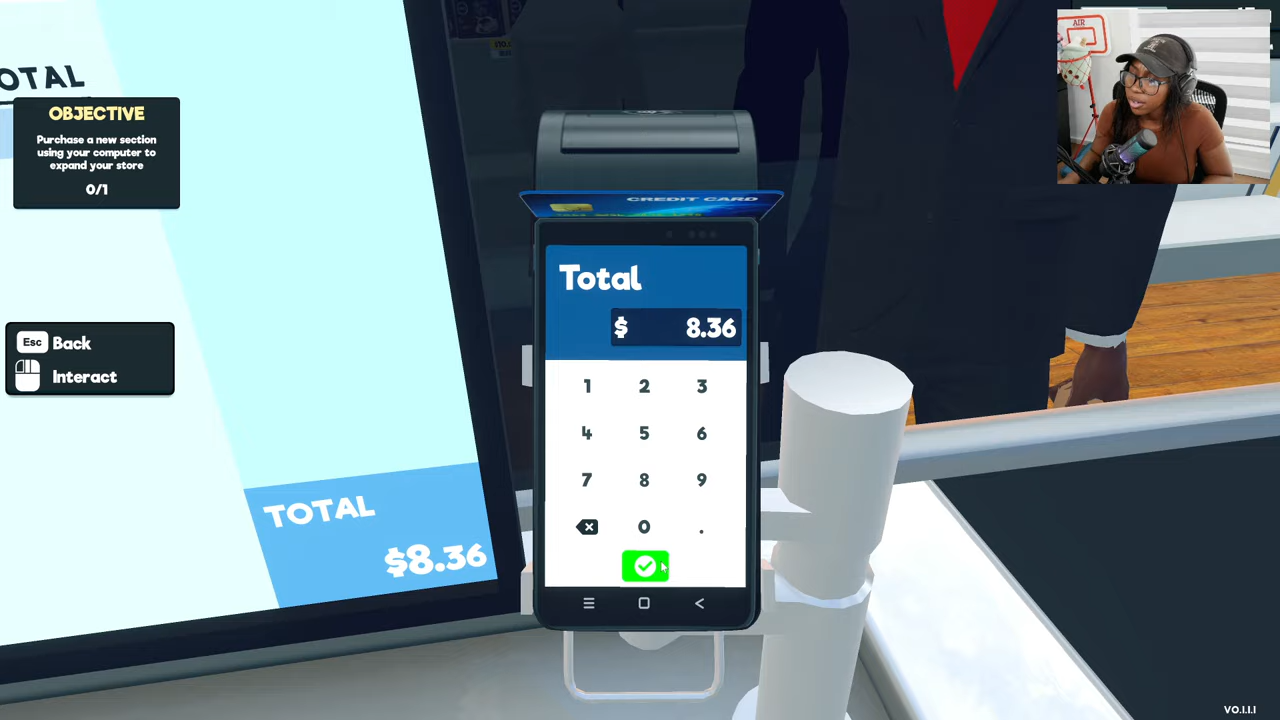 OTAL
OBJECTIVE
Purchase a new section
using your computer to
expand your store
0/1
Esc Back
Interact
TOTAL
$8.36
CREDIT CARD
Total
$ 8.36
1 2 3
4 5 6
7 8 9
0 .
AIR
V0.1.1.1